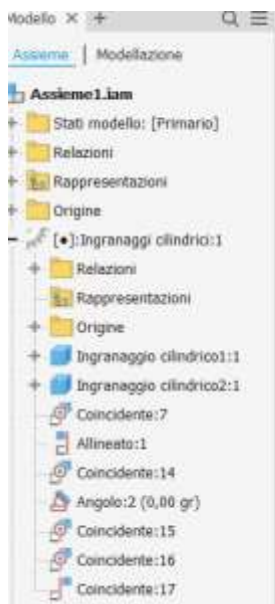 Modello × +
Assieme | Modellazione
Assieme1.iam
Stati modello: [Primario]
Relazioni
Rappresentazioni
Origine
[•]:Ingranaggi cilindrici:1
Relazioni
Rappresentazioni
Origine
Ingranaggio cilindrico1:1
Ingranaggio cilindrico2:1
Coincidente:7
Allineato:1
Coincidente:14
Angolo:2 (0,00 gr)
Coincidente:15
Coincidente:16
Coincidente:17